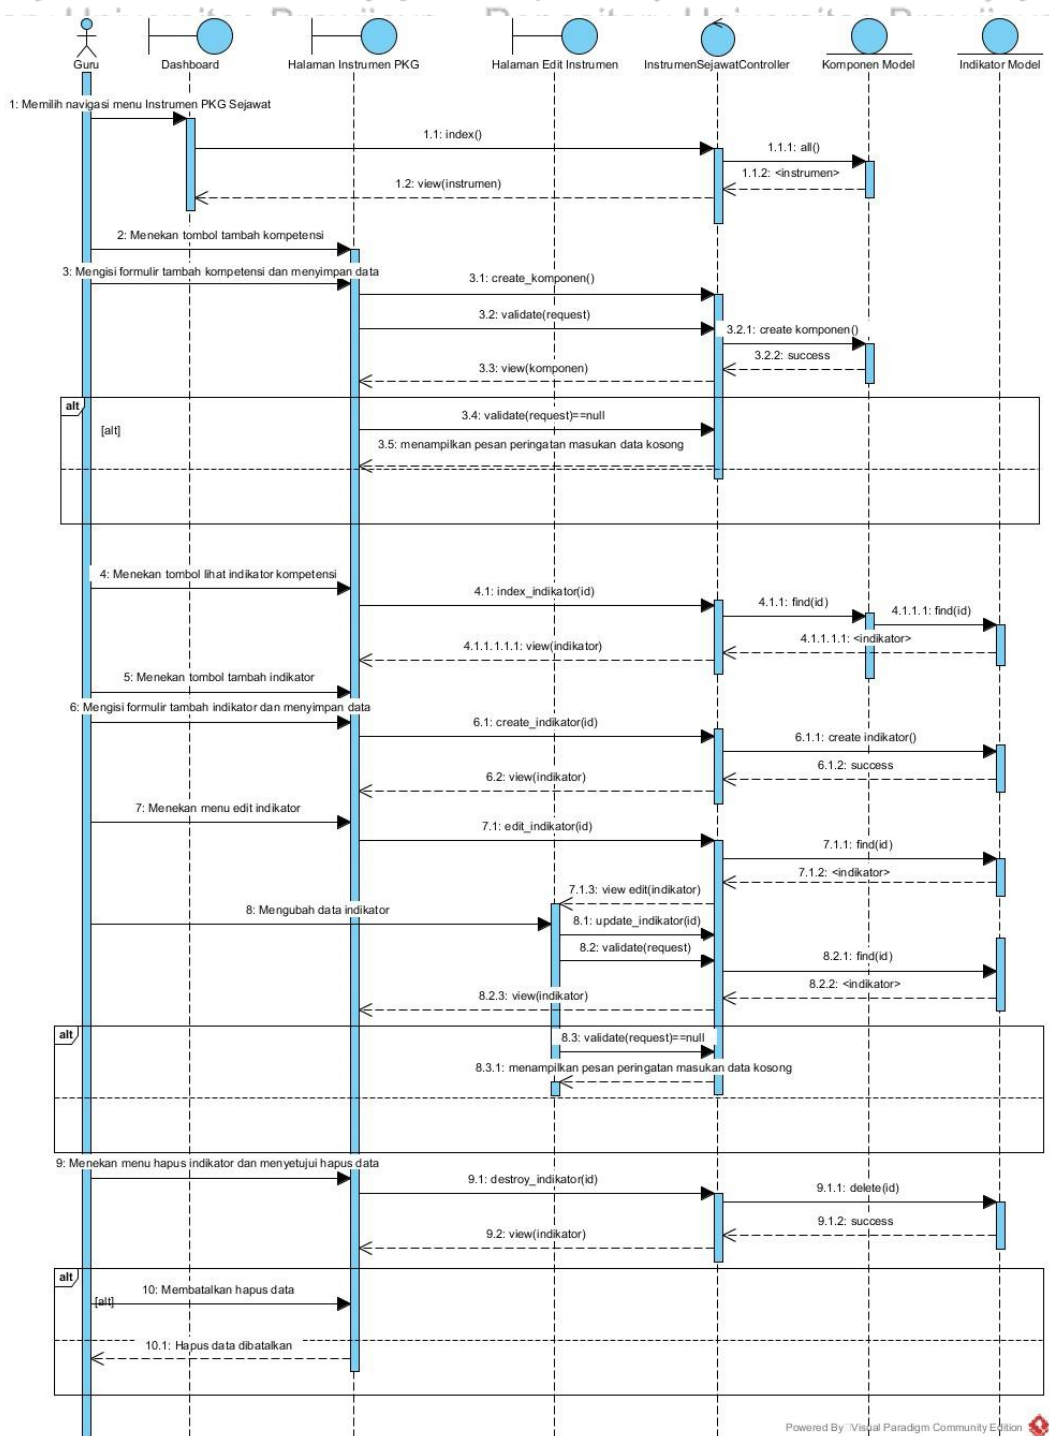 Repository Universitas Brawijaya
Guru
Dashboard
Halaman Instrumen PKG
Halaman Edit Instrumen
InstrumenSejawatController
Komponen Model
Indikator Model
1: Memilih navigasi menu Instrumen PKG Sejawat
1.1: index()
1.1.1: all()
1.1.2: <instrumen>
1.2: view(instrumen)
2: Menekan tombol tambah kompetensi
3: Mengisi formulir tambah kompetensi dan menyimpan data
3.1: create_komponen()
3.2: validate(request)
3.2.1: create komponen()
3.2.2: success
3.3: view(komponen)
alt
[alt]
3.4: validate(request)==null
3.5: menampilkan pesan peringatan masukan data kosong
4: Menekan tombol lihat indikator kompetensi
4.1: index_indikator(id)
4.1.1: find(id)
4.1.1.1: find(id)
4.1.1.1.1: <indikator>
4.1.1.1.1.1: view(indikator)
5: Menekan tombol tambah indikator
6: Mengisi formulir tambah indikator dan menyimpan data
6.1: create_indikator(id)
6.1.1: create indikator()
6.1.2: success
6.2: view(indikator)
7: Menekan menu edit indikator
7.1: edit_indikator(id)
7.1.1: find(id)
7.1.2: <indikator>
7.1.3: view edit(indikator)
8: Mengubah data indikator
8.1: update_indikator(id)
8.2: validate(request)
8.2.1: find(id)
8.2.2: <indikator>
8.2.3: view(indikator)
alt
8.3: validate(request)==null
8.3.1: menampilkan pesan peringatan masukan data kosong
9: Menekan menu hapus indikator dan menyetujui hapus data
9.1: destroy_indikator(id)
9.1.1: delete(id)
9.1.2: success
9.2: view(indikator)
alt
10: Membatalkan hapus data
[alt]
10.1: Hapus data dibatalkan
Powered By Visual Paradigm Community Edition